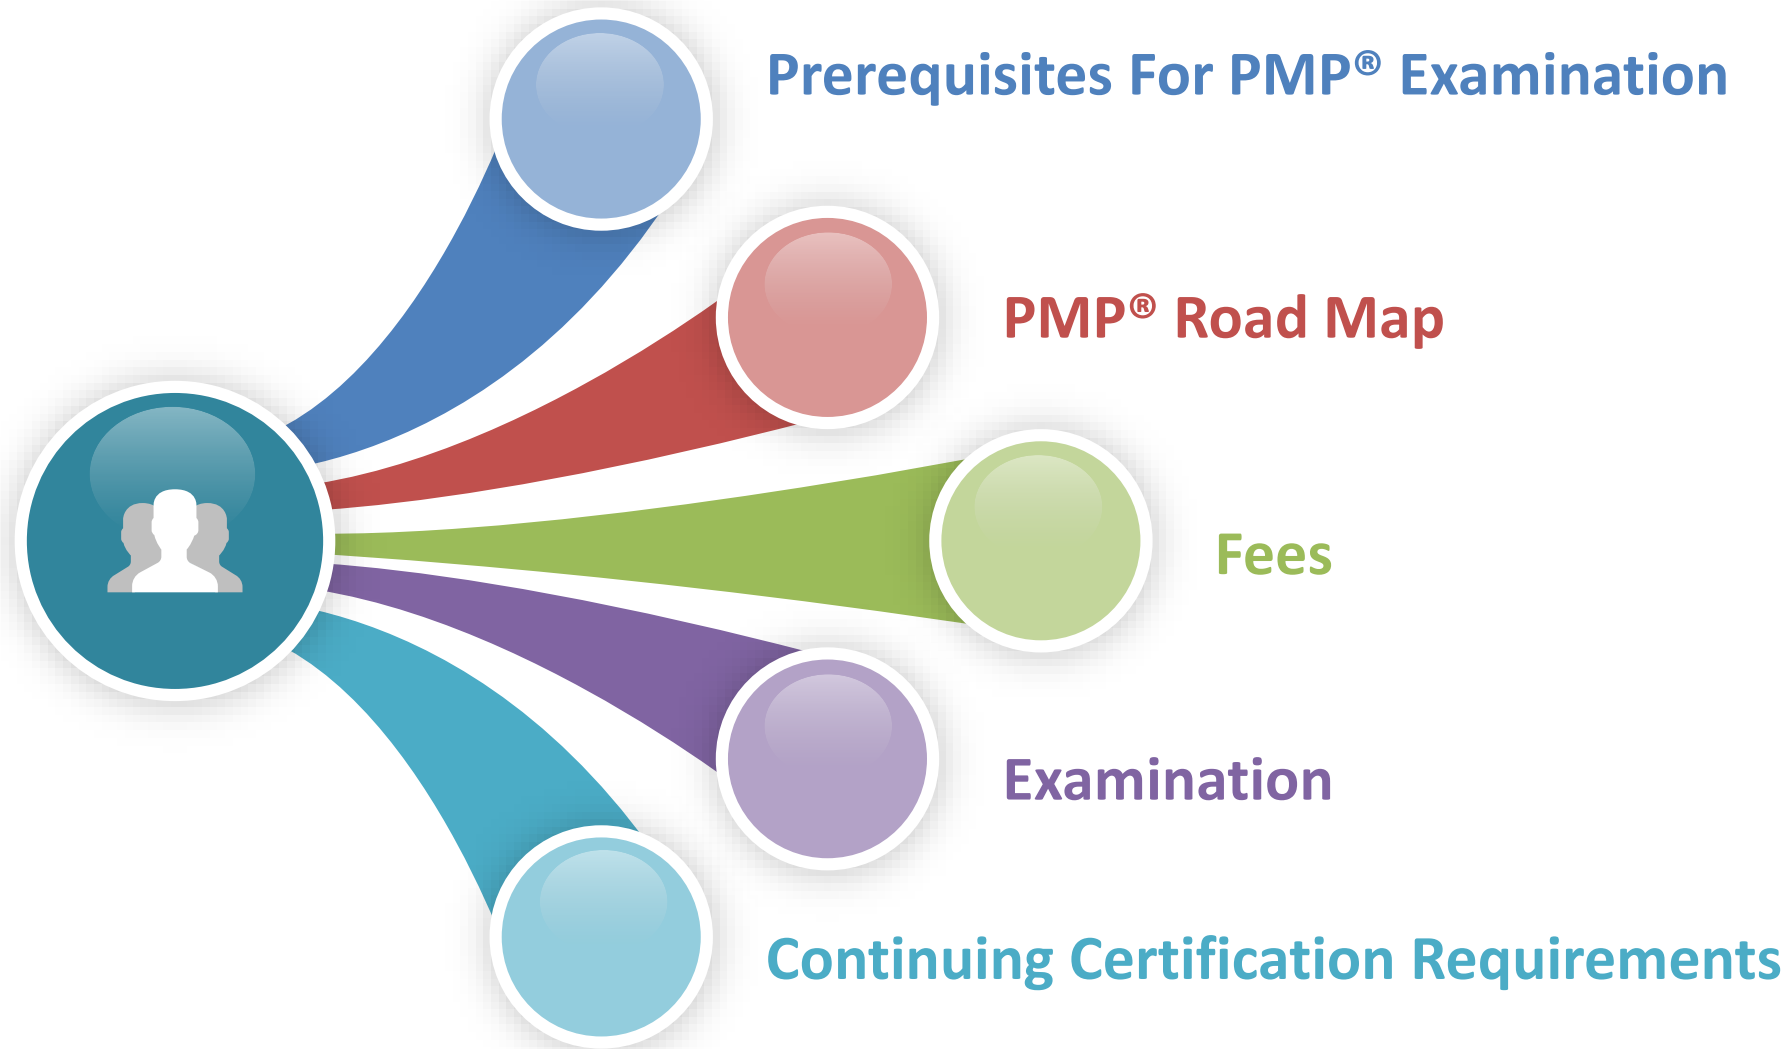 Prerequisites For PMP® Examination
PMP® Road Map
Fees
Examination
Continuing Certification Requirements